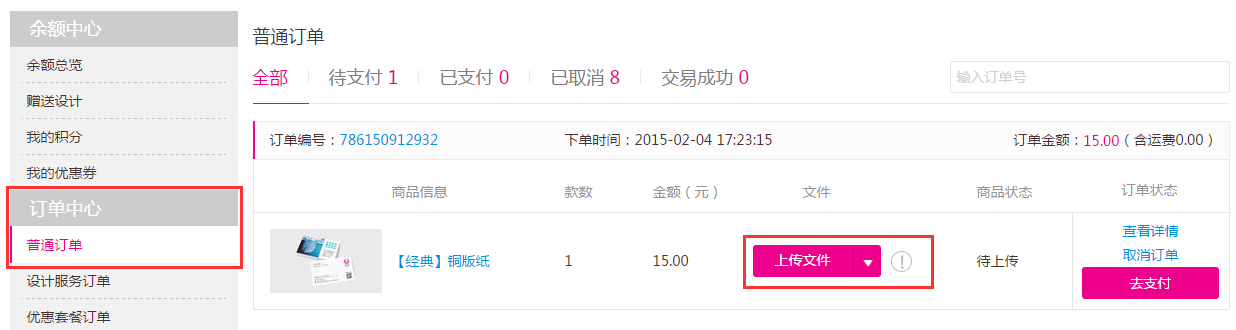 余额中心
余额总览
赠送设计
我的积分
我的优惠券
订单中心
普通订单
设计服务订单
优惠套餐订单
普通订单
全部 待支付 1 已支付 0 已取消 8 交易成功 0
输入订单号
订单编号：786150912932 下单时间：2015-02-04 17:23:15 订单金额：15.00（含运费0.00）
商品信息 款数 金额（元） 文件 商品状态 订单状态
【经典】铜版纸 1 15.00 上传文件 待上传
查看详情
取消订单
去支付